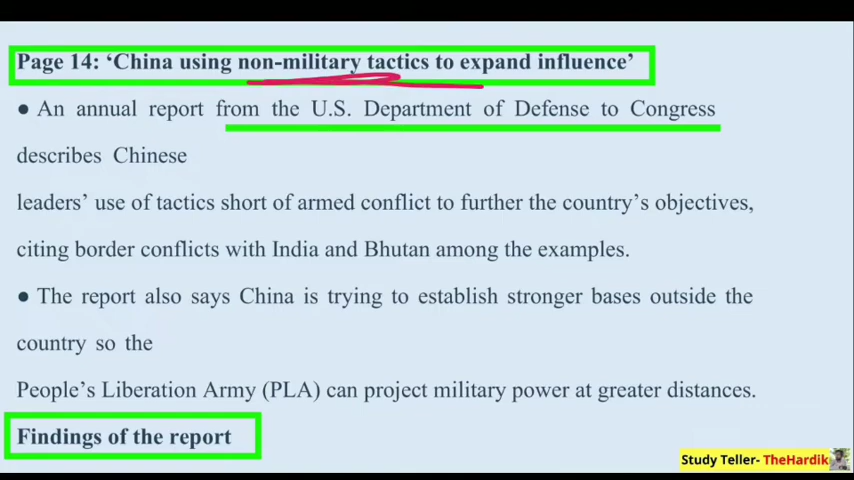 Page 14: ‘China using non-military tactics to expand influence’
● An annual report from the U.S. Department of Defense to Congress
describes Chinese
leaders’ use of tactics short of armed conflict to further the country’s objectives,
citing border conflicts with India and Bhutan among the examples.
● The report also says China is trying to establish stronger bases outside the
country so the
People’s Liberation Army (PLA) can project military power at greater distances.
Findings of the report
Study Teller- TheHardik